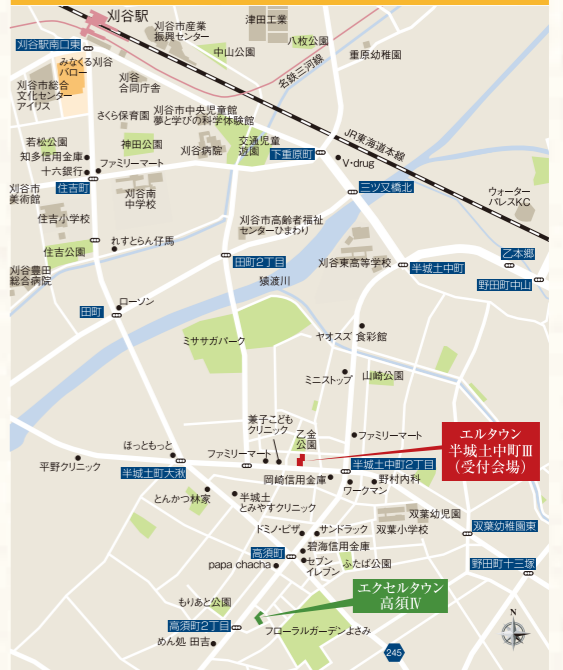 刈谷駅
刈谷駅南口東
みなくる刈谷
バロー
刈谷市産業
振興センター
津田工業
中山公園
八枚公園
重原幼稚園
名鉄三河線
刈谷市総合
文化センター
アイリス
刈谷
合同庁舎
さくら保育園
刈谷市中央児童館
夢と学びの科学体験館
JR東海道本線
若松公園
知多信用金庫
十六銀行
ファミリーマート
神田公園
刈谷病院
交通児童
遊園
下重原町
V・drug
刈谷市
美術館
住吉町
刈谷南
中学校
三ツ又橋北
ウォーター
パレスKC
住吉小学校
刈谷市高齢者福祉
センターひまわり
れすとらん仔馬
住吉公園
乙本郷
刈谷豊田
総合病院
田町2丁目
刈谷東高等学校
半城土中町
野田町中山
猿渡川
ローソン
田町
ミササガパーク
ヤオスズ 食彩館
ミニストップ
山崎公園
兼子こども
クリニック
乙金
公園
ファミリーマート
エルタウン
半城土中町Ⅲ
(受付会場)
ほっともっと
平野クリニック
半城土町大湫
ファミリーマート
岡崎信用金庫
半城土中町2丁目
野村内科
ワークマン
とんかつ林家
半城土
とみやすクリニック
双葉幼児園
双葉小学校
双葉幼稚園東
ドミノ・ピザ
サンドラック
高須町
碧海信用金庫
セブン
イレブン
ふたば公園
papa chacha
野田町十三塚
エクセルタウン
高須Ⅳ
もりあと公園
高須町2丁目
フローラルガーデンよさみ
めん処 田吉
245
N